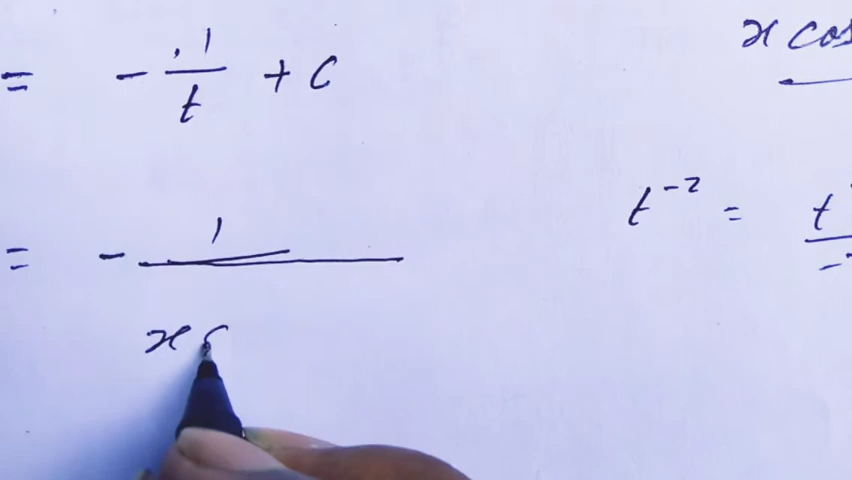 x cos
= - 1/t + C
t^-2 = t
= - 1/x c